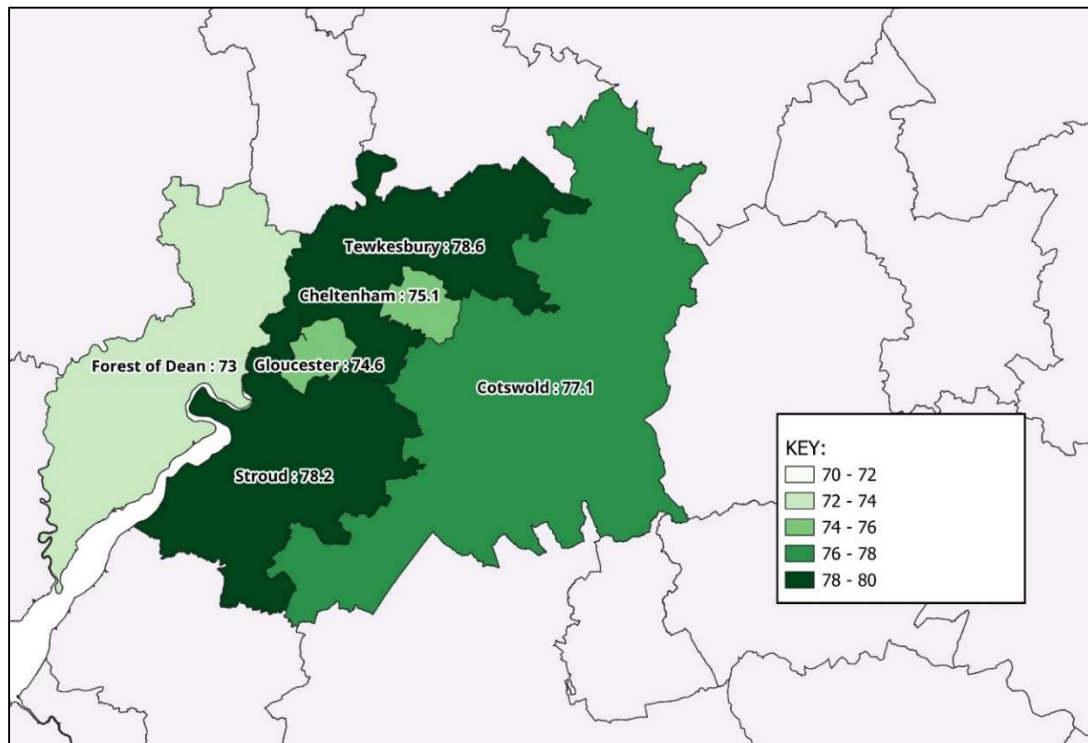 Tewkesbury : 78.6
Cheltenham : 75.1
Forest of Dean : 73
Gloucester : 74.6
Cotswold : 77.1
Stroud : 78.2
KEY:
70 - 72
72 - 74
74 - 76
76 - 78
78 - 80